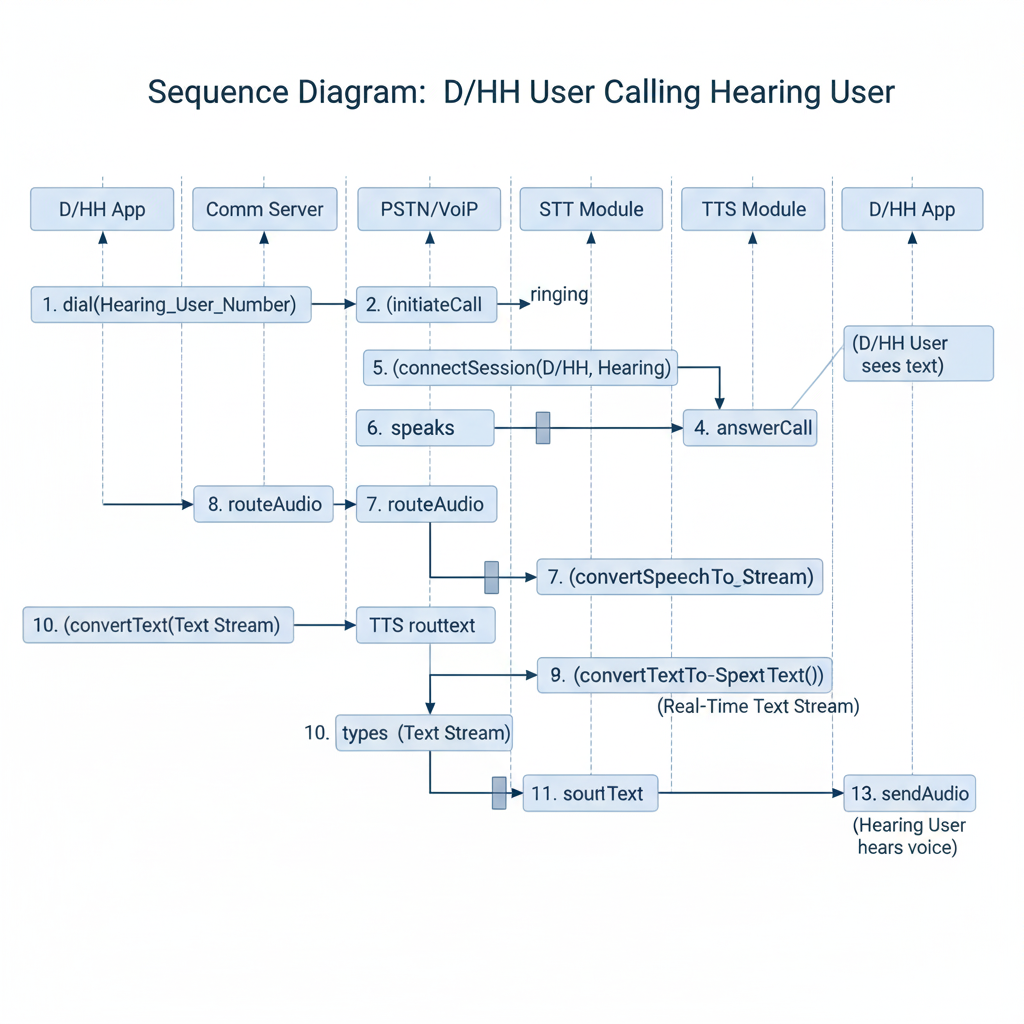 Sequence Diagram: D/HH User Calling Hearing User
D/HH App
Comm Server
PSTN/VoiP
STT Module
TTS Module
D/HH App
1. dial(Hearing_User_Number)
2. (initiateCall
ringing
(D/HH User
sees text)
5. (connectSession(D/HH, Hearing)
6. speaks
4. answerCall
8. routeAudio
7. routeAudio
7. (convertSpeechTo_Stream)
10. (convertText(Text Stream)
TTS routtext
9. (convertTextTo-SpextText())
(Real-Time Text Stream)
10. types (Text Stream)
11. sourtText
13. sendAudio
(Hearing User
hears voice)